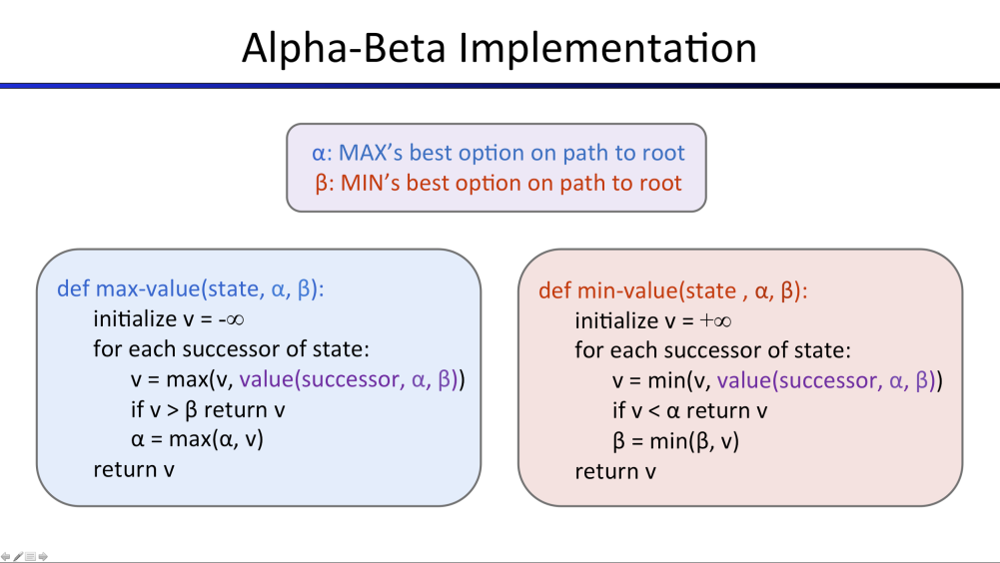 Alpha-Beta Implementation
α: MAX’s best option on path to root
β: MIN’s best option on path to root
def max-value(state, α, β):
initialize v = -∞
for each successor of state:
v = max(v, value(successor, α, β))
if v > β return v
α = max(α, v)
return v
def min-value(state , α, β):
initialize v = +∞
for each successor of state:
v = min(v, value(successor, α, β))
if v < α return v
β = min(β, v)
return v